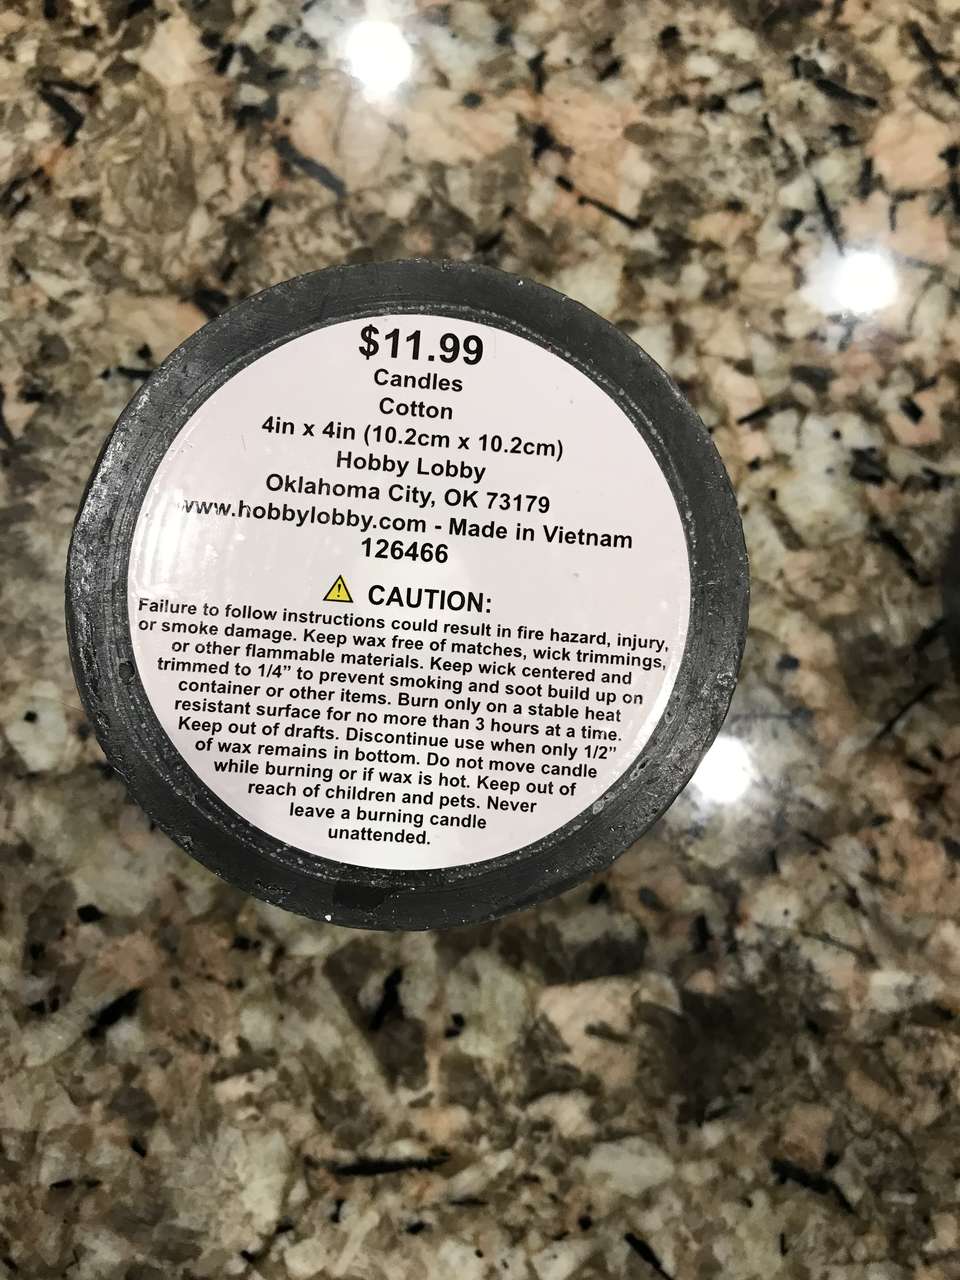 $11.99
Candles
Cotton
4in x 4in (10.2cm x 10.2cm)
Hobby Lobby
Oklahoma City, OK 73179
www.hobbylobby.com - Made in Vietnam
126466
CAUTION:
Failure to follow instructions could result in fire hazard, injury,
or smoke damage. Keep wax free of matches, wick trimmings,
or other flammable materials. Keep wick centered and
trimmed to 1/4” to prevent smoking and soot build up on
container or other items. Burn only on a stable heat
resistant surface for no more than 3 hours at a time.
Keep out of drafts. Discontinue use when only 1/2”
of wax remains in bottom. Do not move candle
while burning or if wax is hot. Keep out of
reach of children and pets. Never
leave a burning candle
unattended.